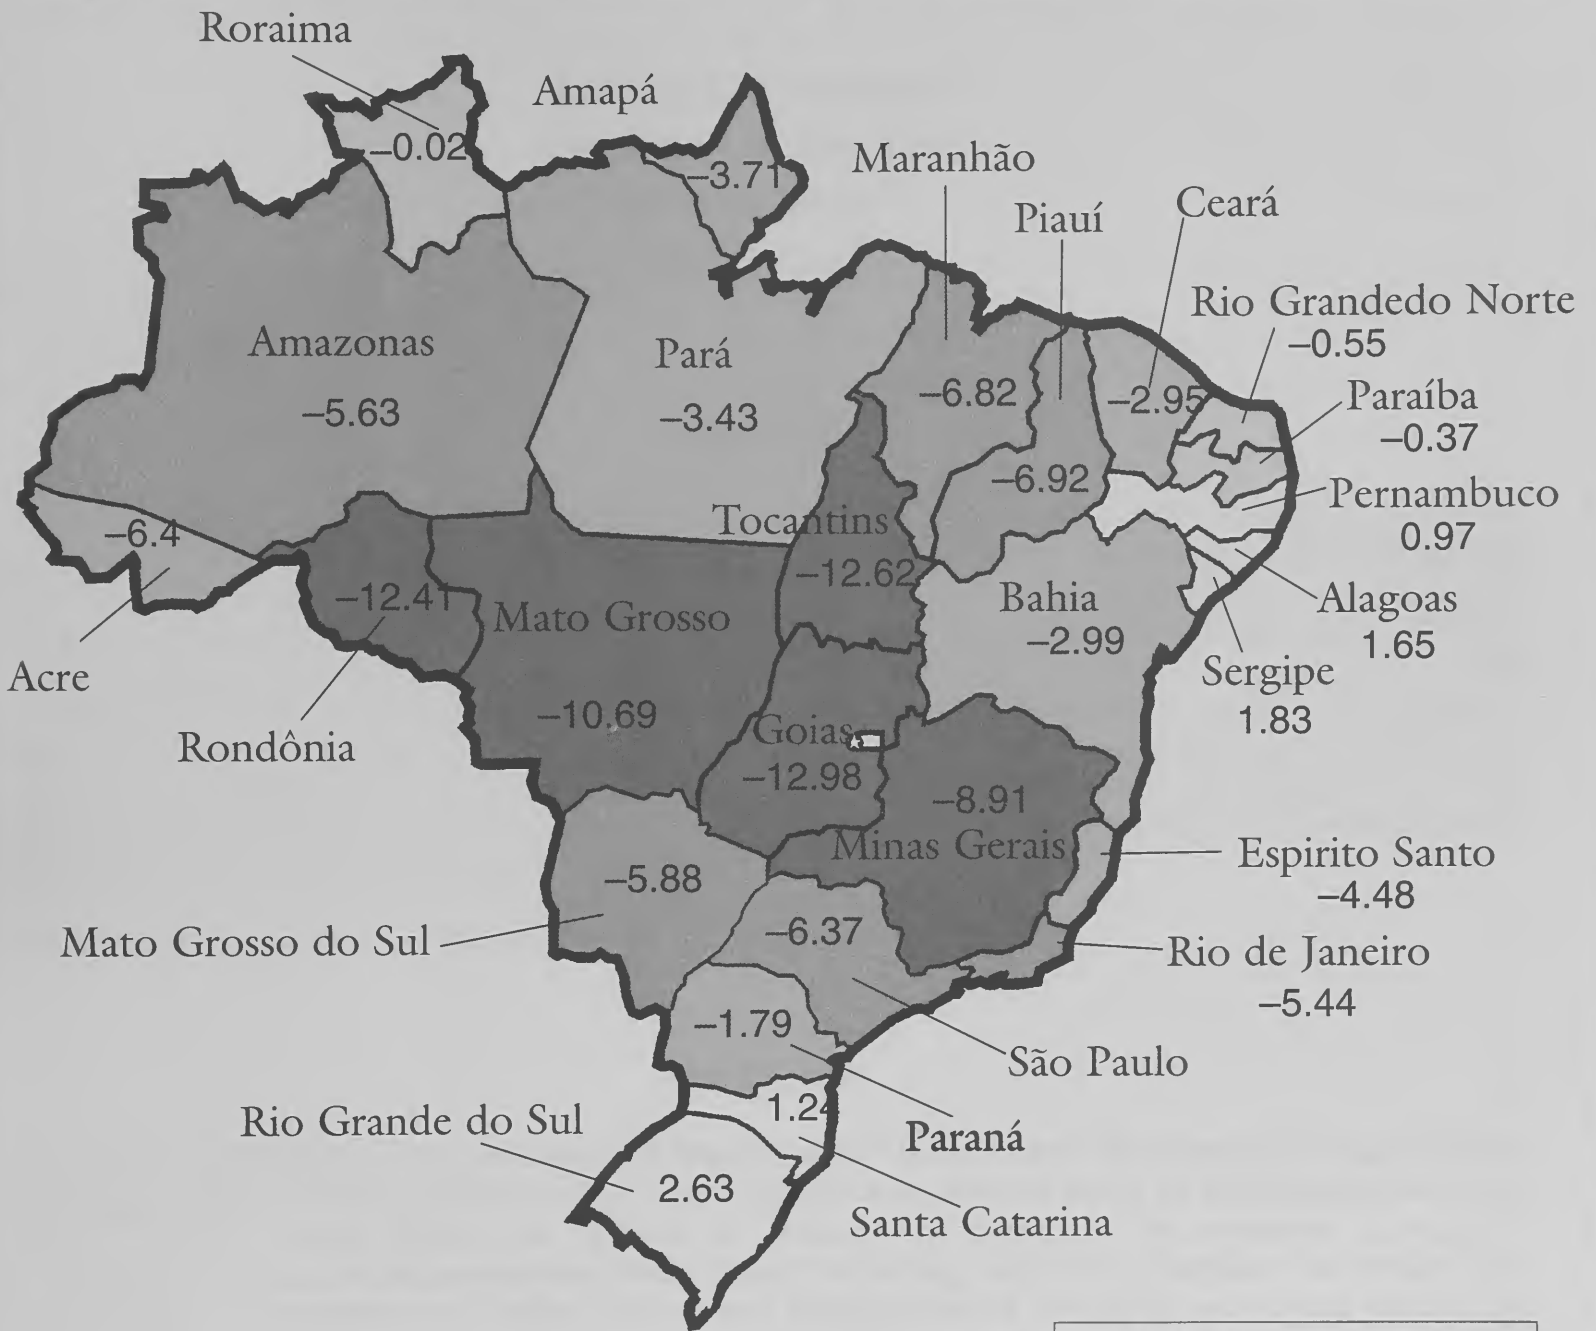 Roraima
Amapá
−0.02
−3.71
Maranhão
Piauí
Ceará
Rio Grandedo Norte
−0.55
Amazonas
−5.63
Pará
−3.43
−6.82
−2.95
Paraíba
−0.37
−6.92
Pernambuco
0.97
−6.4
Tocantins
−12.62
−12.41
Mato Grosso
−10.69
Bahia
−2.99
Alagoas
1.65
Sergipe
1.83
Acre
Rondônia
Goias
−12.98
−8.91
Minas Gerais
Espirito Santo
−4.48
−5.88
−6.37
Mato Grosso do Sul
Rio de Janeiro
−5.44
−1.79
São Paulo
1.24
Rio Grande do Sul
Paraná
2.63
Santa Catarina